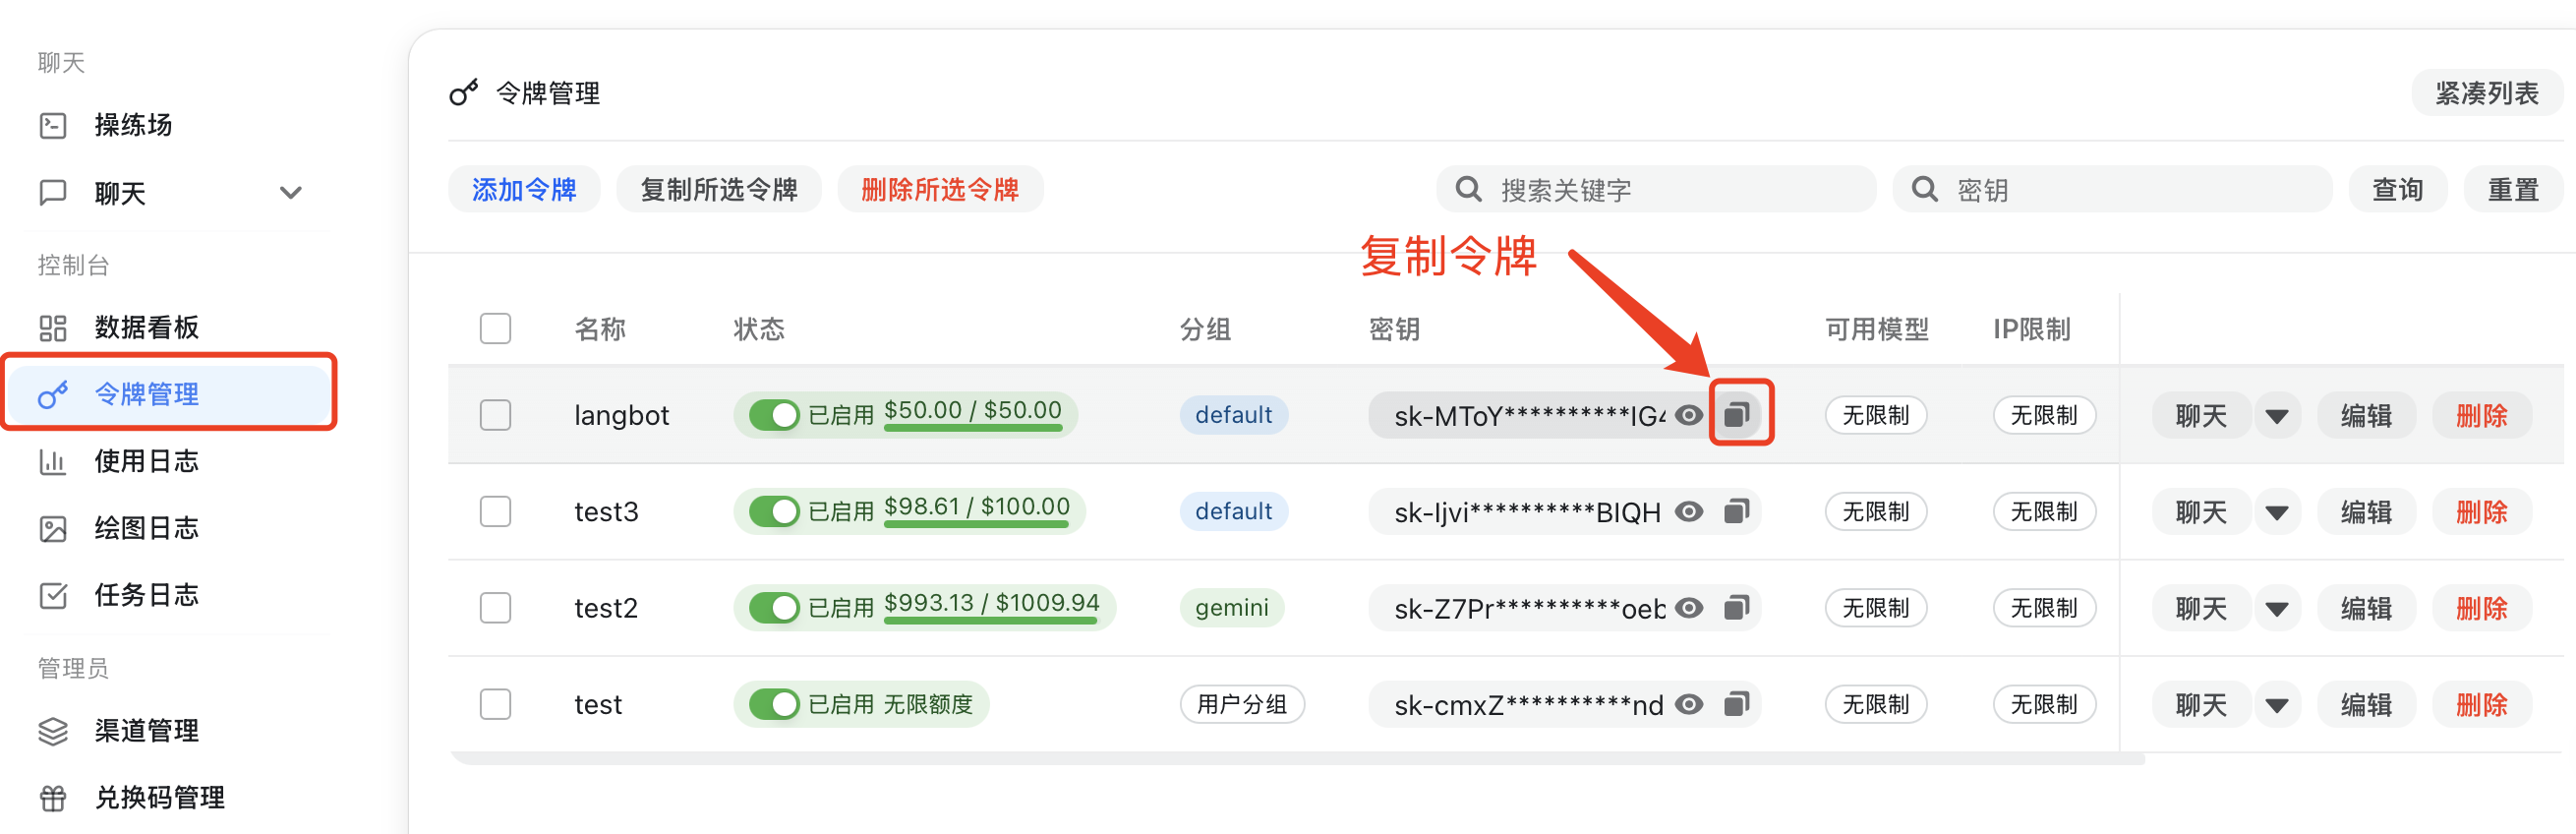 聊天
操练场
聊天
控制台
数据看板
令牌管理
使用日志
绘图日志
任务日志
管理员
渠道管理
兑换码管理
令牌管理
紧凑列表
添加令牌 复制所选令牌 删除所选令牌 搜索关键字 密钥 查询 重置
复制令牌
名称 状态 分组 密钥 可用模型 IP限制
langbot 已启用 $50.00 / $50.00 default sk-MToY**********IG4 无限制 无限制 聊天 编辑 删除
test3 已启用 $98.61 / $100.00 default sk-ljvi**********BIQH 无限制 无限制 聊天 编辑 删除
test2 已启用 $993.13 / $1009.94 gemini sk-Z7Pr**********oeb 无限制 无限制 聊天 编辑 删除
test 已启用 无限额度 用户分组 sk-cmxZ**********nd 无限制 无限制 聊天 编辑 删除